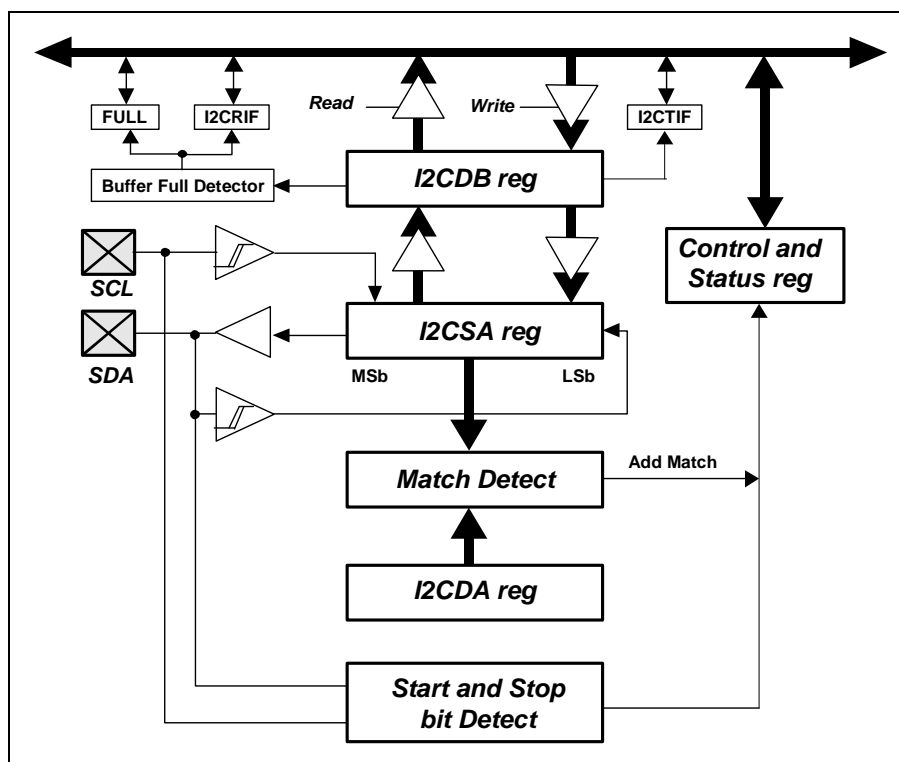 Read
Write
FULL
I2CRIF
I2CTIF
I2CDB reg
Buffer Full Detector
Control and
Status reg
SCL
I2CSA reg
SDA
MSb
LSb
Match Detect
Add Match
I2CDA reg
Start and Stop
bit Detect